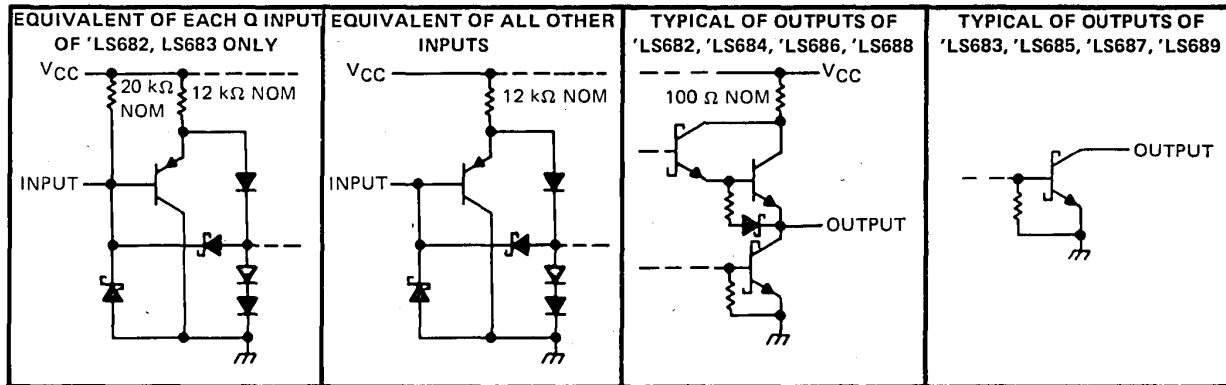 EQUIVALENT OF EACH Q INPUT
OF 'LS682, LS683 ONLY
VCC
20 kΩ
NOM
12 kΩ NOM
INPUT
EQUIVALENT OF ALL OTHER
INPUTS
VCC
12 kΩ NOM
INPUT
TYPICAL OF OUTPUTS OF
'LS682, 'LS684, 'LS686, 'LS688
VCC
100 Ω NOM
OUTPUT
TYPICAL OF OUTPUTS OF
'LS683, 'LS685, 'LS687, 'LS689
OUTPUT